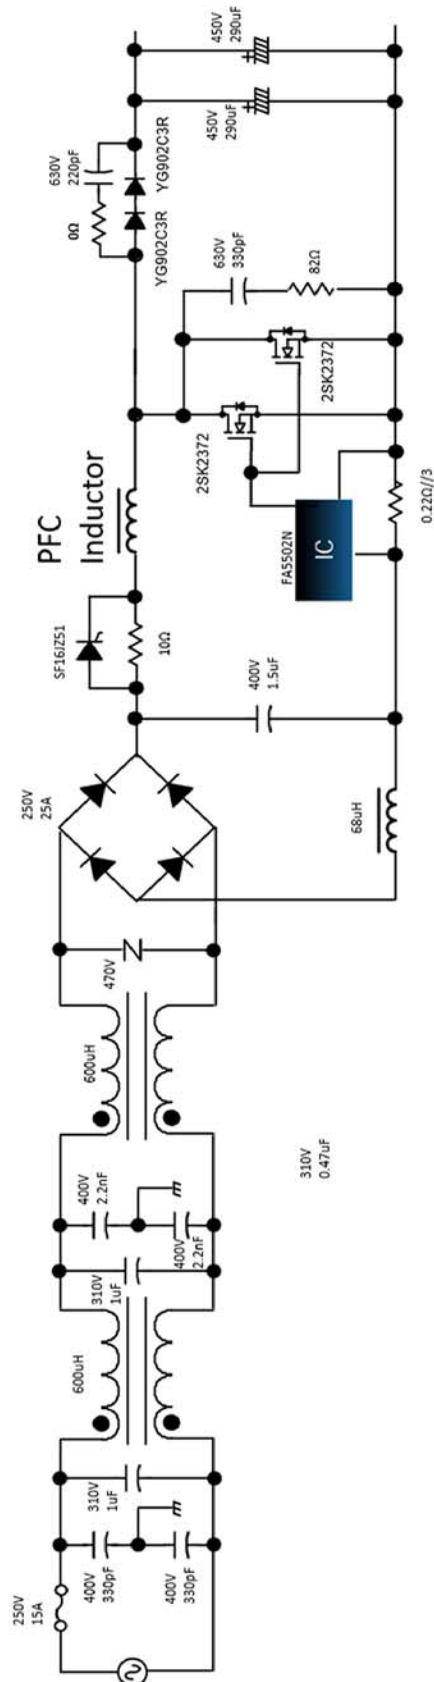 250V
15A
400V
330pF
400V
330pF
310V
1uF
600uH
310V
1uF
400V
2.2nF
400V
2.2nF
600uH
470V
310V
0.47uF
250V
25A
68uH
400V
1.5uF
SF16JZ51
10Ω
PFC
Inductor
FA5502N
IC
0.22Ω//3
2SK2372
2SK2372
630V
330pF
82Ω
630V
220pF
0Ω
YG902C3R
YG902C3R
450V
290uF
450V
290uF